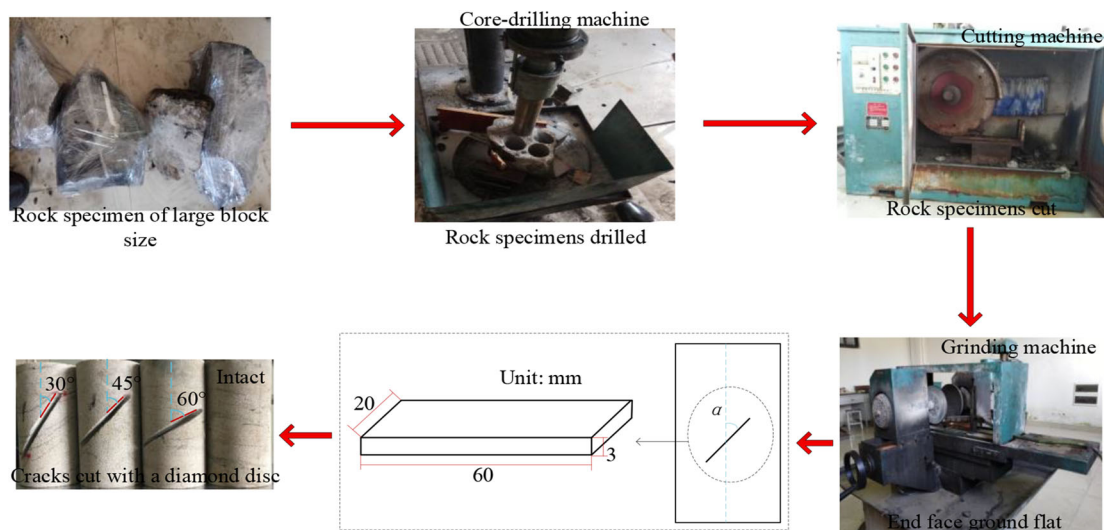 Core-drilling machine
Cutting machine
Rock specimen of large block
size
Rock specimens drilled
Rock specimens cut
Grinding machine
End face ground flat
Unit: mm
20
60
3
α
30°
45°
60°
Intact
Cracks cut with a diamond disc